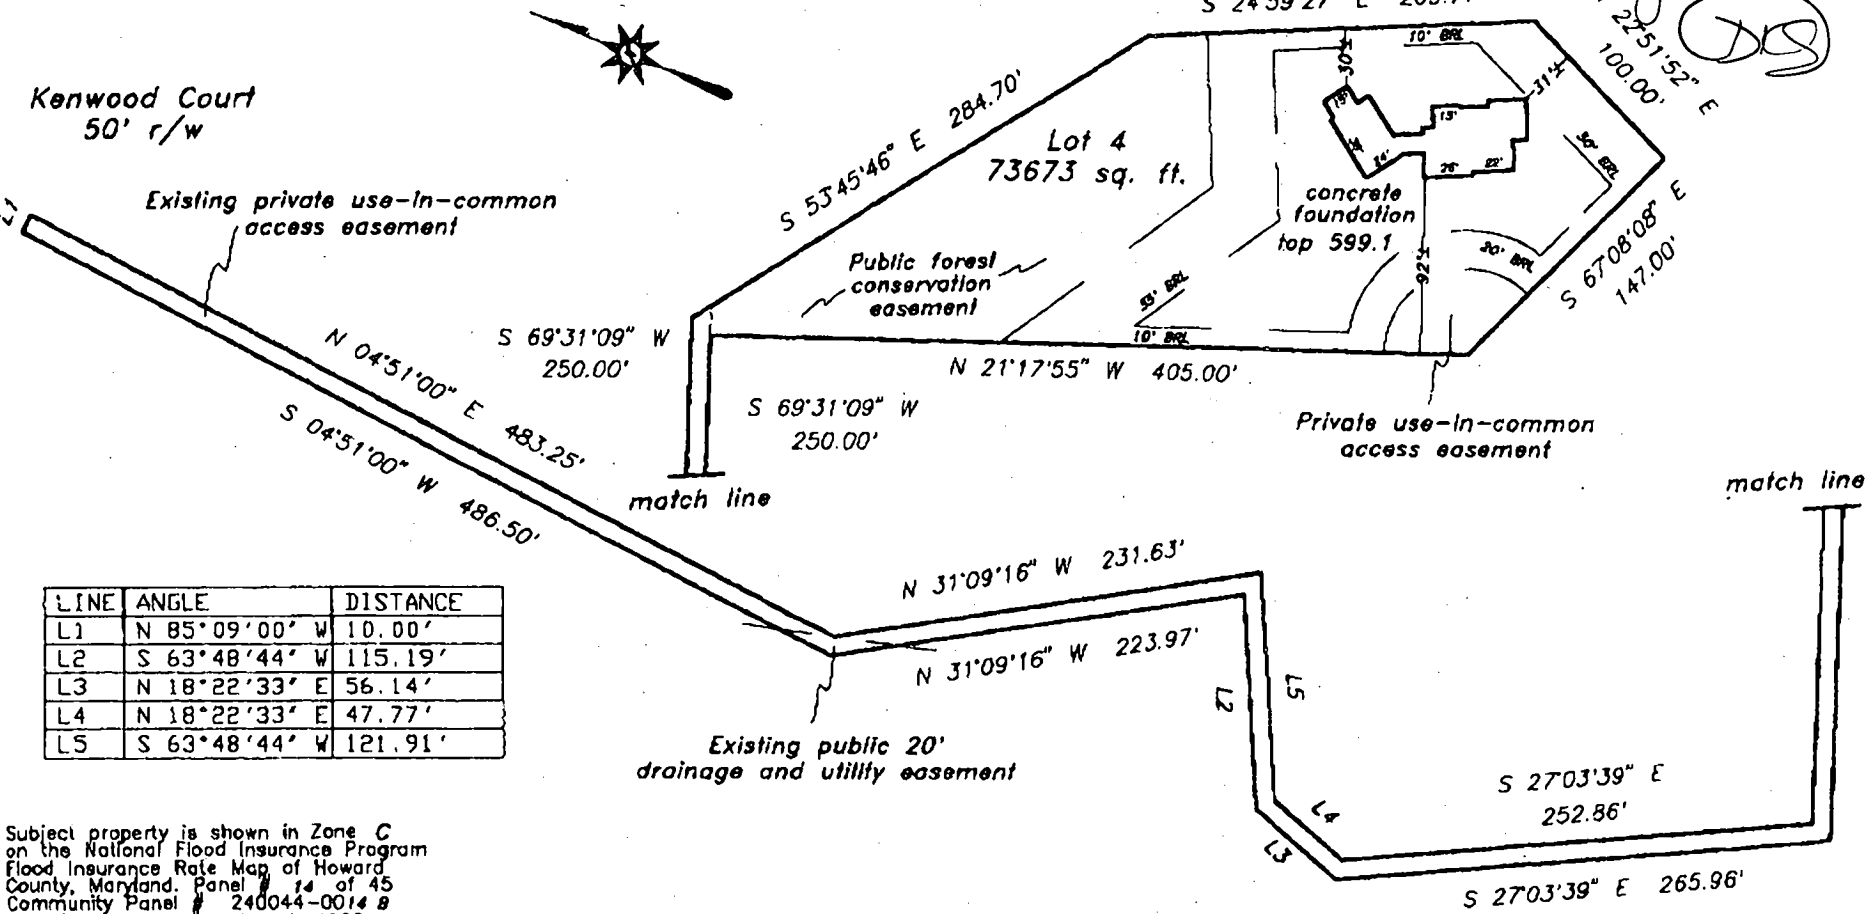 Kenwood Court
50' r/w
L1
Existing private use-in-common
access easement
N 04°51'00" E 483.25'
S 04°51'00" W 486.50'
S 53°45'46" E 284.70'
S 24°59'27" E
22°51'52" E
100.00'
Lot 4
73673 sq. ft.
10' BRL
30'±
31'±
15'
24'
13'
26'
22'
concrete
foundation
top 599.1
92'±
30' BRL
S 67°08'08" E
147.00'
Public forest
conservation
easement
10' BRL
S 69°31'09" W
250.00'
S 69°31'09" W
250.00'
N 21°17'55" W 405.00'
Private use-in-common
access easement
match line
match line
N 31°09'16" W 231.63'
N 31°09'16" W 223.97'
L2
L5
L4
L3
Existing public 20'
drainage and utility easement
S 27°03'39" E
252.86'
S 27°03'39" E 265.96'
LINE ANGLE DISTANCE
L1 N 85°09'00" W 10.00'
L2 S 63°48'44" W 115.19'
L3 N 18°22'33" E 56.14'
L4 N 18°22'33" E 47.77'
L5 S 63°48'44" W 121.91'
Subject property is shown in Zone C
on the National Flood Insurance Program
Flood Insurance Rate Map of Howard
County, Maryland. Panel # 14 of 45
Community Panel # 240044-0014 B